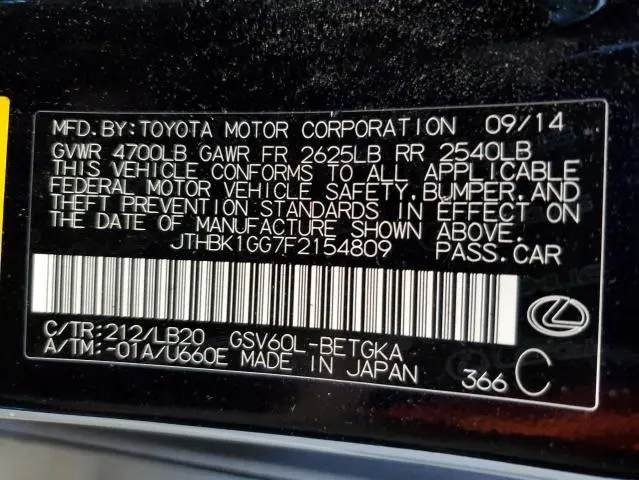 MFD.BY:TOYOTA MOTOR CORPORATION 09/14
GVWR 4700LB GAWR FR 2625LB RR 2540LB
THIS VEHICLE CONFORMS TO ALL APPLICABLE
FEDERAL MOTOR VEHICLE SAFETY, BUMPER, AND
THEFT PREVENTION STANDARDS IN EFFECT ON
THE DATE OF MANUFACTURE SHOWN ABOVE.
JTHBK1GG7F2154809 PASS.CAR
C/TR:212/LB20 GSV60L-BETGKA
A/TM:-01A/U660E MADE IN JAPAN 366 C